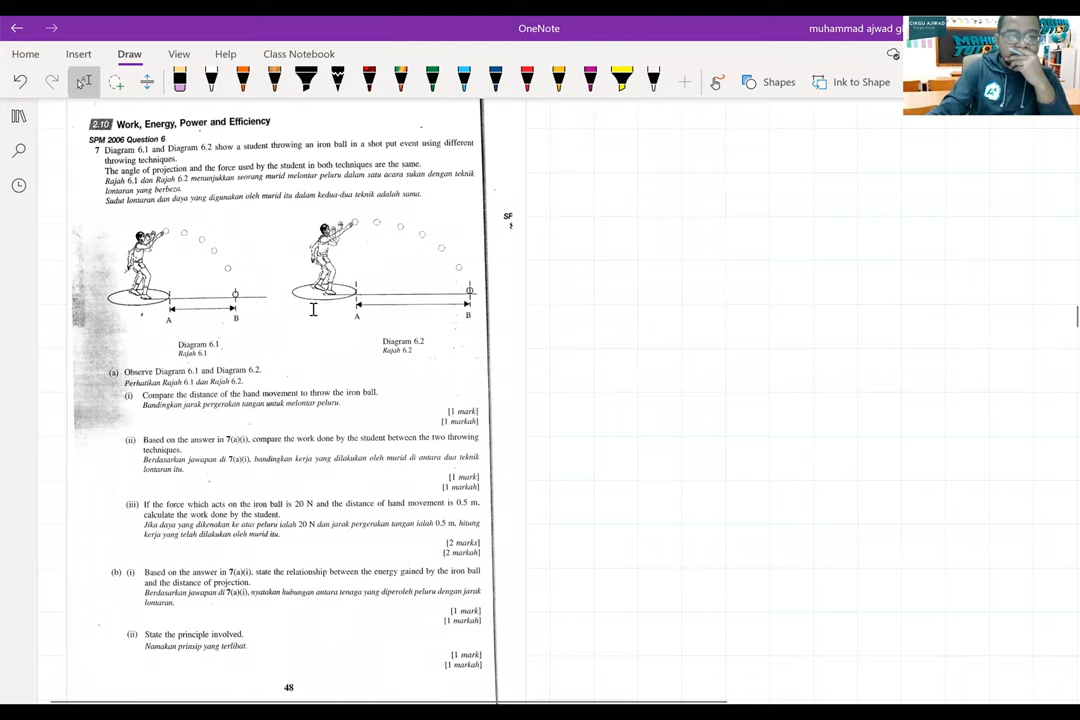 OneNote
muhammad ajwad g
CIKGU AJWAD
Home Insert Draw View Help Class Notebook
Shapes Ink to Shape
2.10 Work, Energy, Power and Efficiency
SPM 2006 Question 6
7 Diagram 6.1 and Diagram 6.2 show a student throwing an iron ball in a shot put event using different
throwing techniques.
The angle of projection and the force used by the student in both techniques are the same.
Rajah 6.1 dan Rajah 6.2 menunjukkan seorang murid melontar peluru dalam satu acara sukan dengan teknik
lontaran yang berbeza.
Sudut lontaran dan daya yang digunakan oleh murid itu dalam kedua-dua teknik adalah sama.
A B
A B
Diagram 6.1
Rajah 6.1
Diagram 6.2
Rajah 6.2
(a) Observe Diagram 6.1 and Diagram 6.2.
Perhatikan Rajah 6.1 dan Rajah 6.2.
(i) Compare the distance of the hand movement to throw the iron ball.
Bandingkan jarak pergerakan tangan untuk melontar peluru.
[1 mark]
[1 markah]
(ii) Based on the answer in 7(a)(i), compare the work done by the student between the two throwing
techniques.
Berdasarkan jawapan di 7(a)(i), bandingkan kerja yang dilakukan oleh murid di antara dua teknik
lontaran itu.
[1 mark]
[1 markah]
(iii) If the force which acts on the iron ball is 20 N and the distance of hand movement is 0.5 m,
calculate the work done by the student.
Jika daya yang dikenakan ke atas peluru ialah 20 N dan jarak pergerakan tangan ialah 0.5 m, hitung
kerja yang telah dilakukan oleh murid itu.
[2 marks]
[2 markah]
(b) (i) Based on the answer in 7(a)(i), state the relationship between the energy gained by the iron ball
and the distance of projection.
Berdasarkan jawapan di 7(a)(i), nyatakan hubungan antara tenaga yang diperoleh peluru dengan jarak
lontaran.
[1 mark]
[1 markah]
(ii) State the principle involved.
Namakan prinsip yang terlibat.
[1 mark]
[1 markah]
48